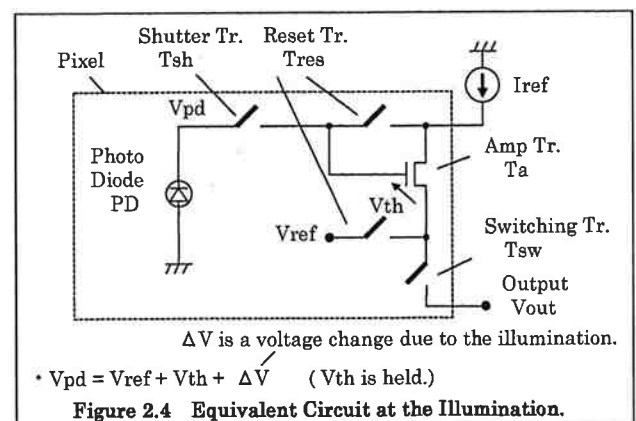 Shutter Tr.
Tsh
Reset Tr.
Tres
Pixel
Iref
Vpd
Photo
Diode
PD
Amp Tr.
Ta
Vth
Vref
Switching Tr.
Tsw
Output
Vout
ΔV is a voltage change due to the illumination.
・Vpd = Vref + Vth + ΔV ( Vth is held.)
Figure 2.4 Equivalent Circuit at the Illumination.